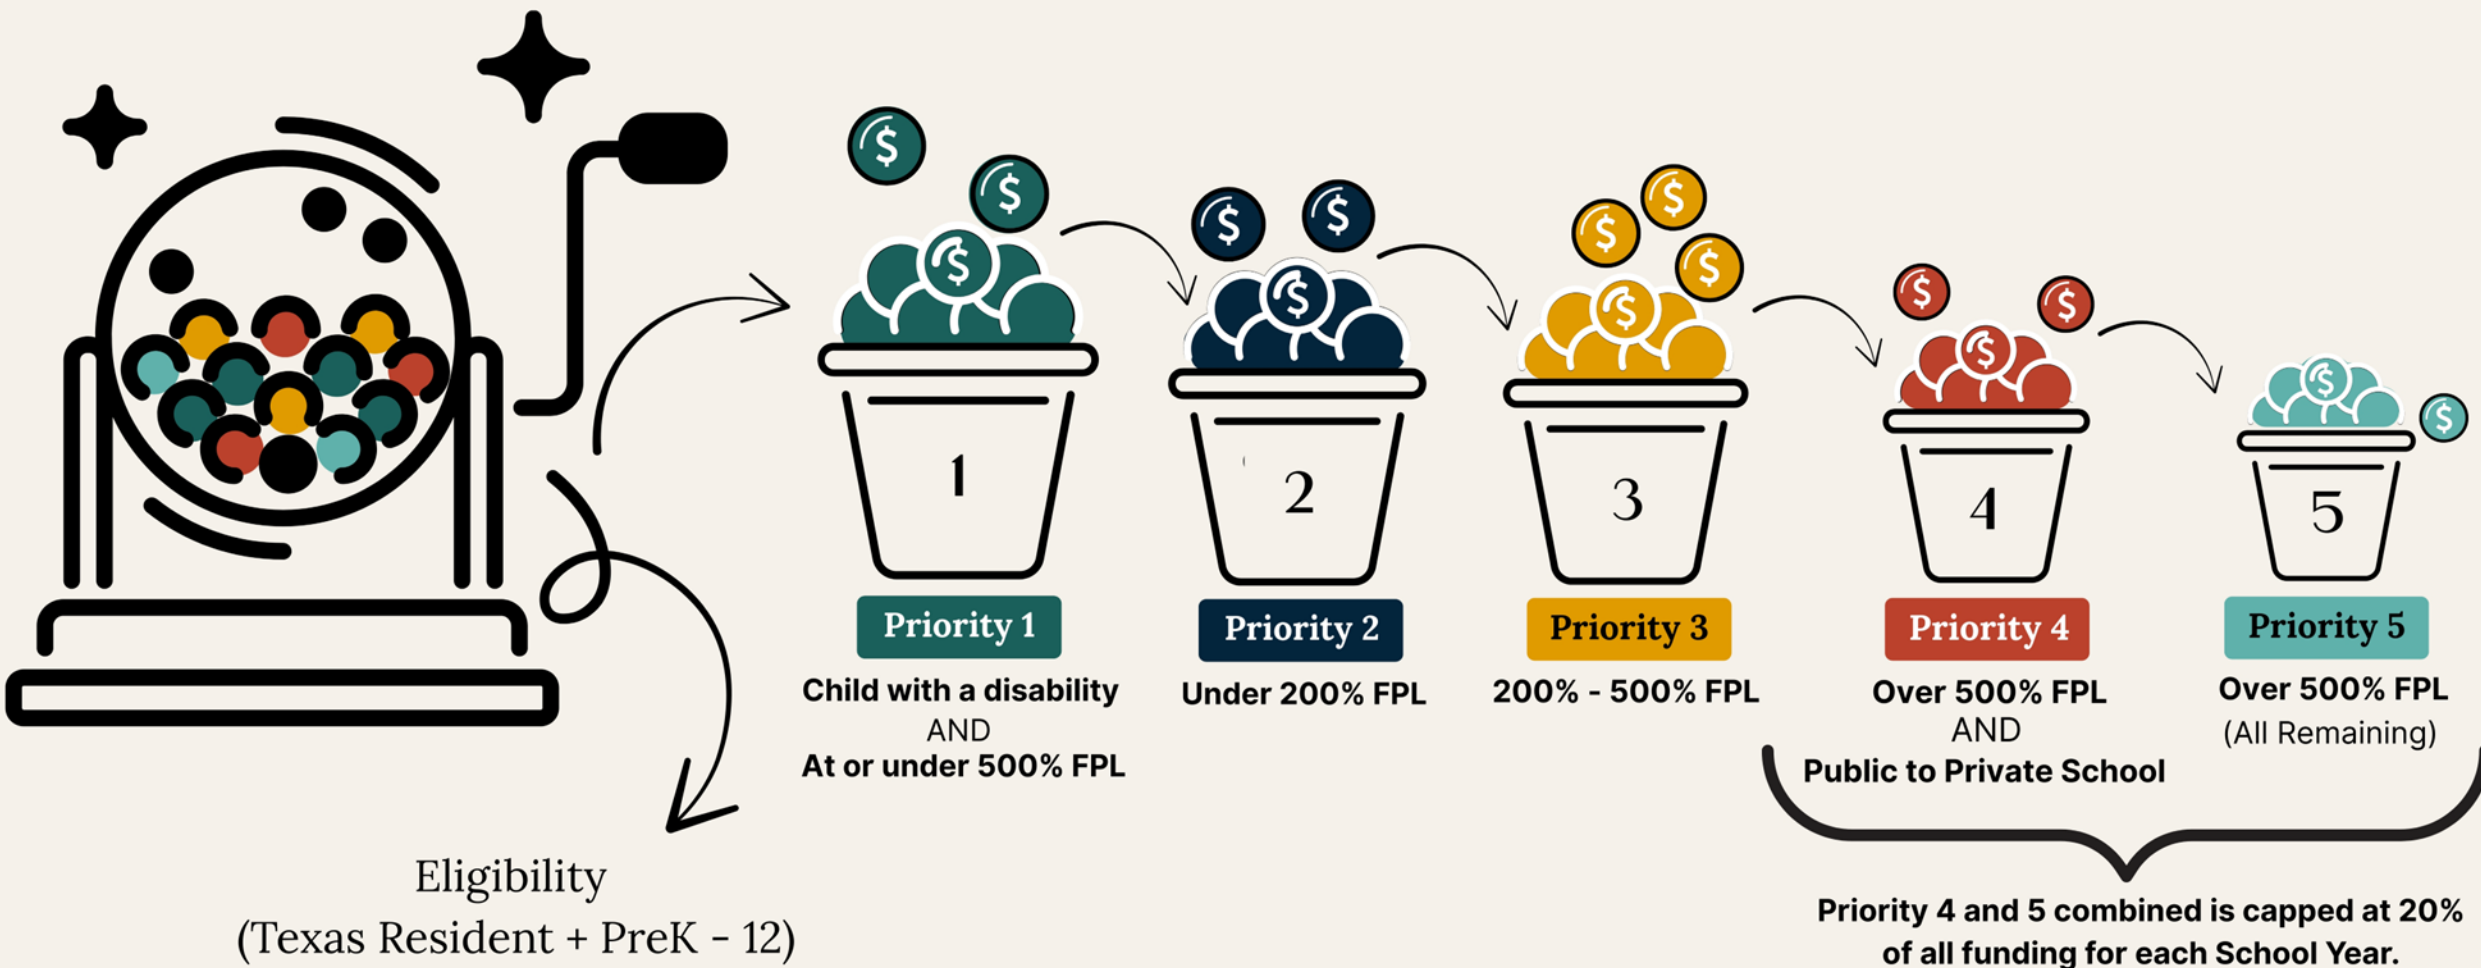 1
2
3
4
5
Priority 1
Child with a disability
AND
At or under 500% FPL
Priority 2
Under 200% FPL
Priority 3
200% - 500% FPL
Priority 4
Over 500% FPL
AND
Public to Private School
Priority 5
Over 500% FPL
(All Remaining)
Eligibility
(Texas Resident + PreK - 12)
Priority 4 and 5 combined is capped at 20%
of all funding for each School Year.